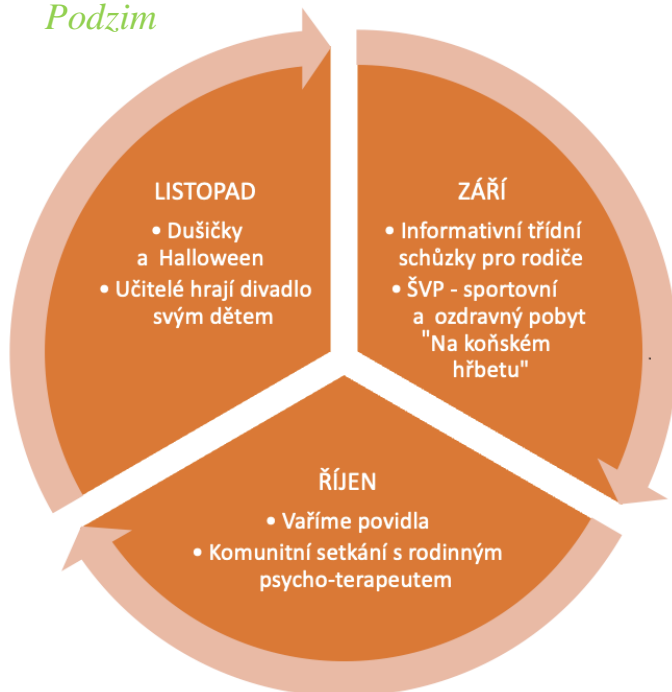 Podzim
LISTOPAD
• Dušičky
a Halloween
• Učitelé hrají divadlo
svým dětem
ZÁŘÍ
• Informativní třídní
schůzky pro rodiče
• ŠVP - sportovní
a ozdravný pobyt
"Na koňském
hřbetu"
ŘÍJEN
• Vaříme povidla
• Komunitní setkání s rodinným
psycho-terapeutem